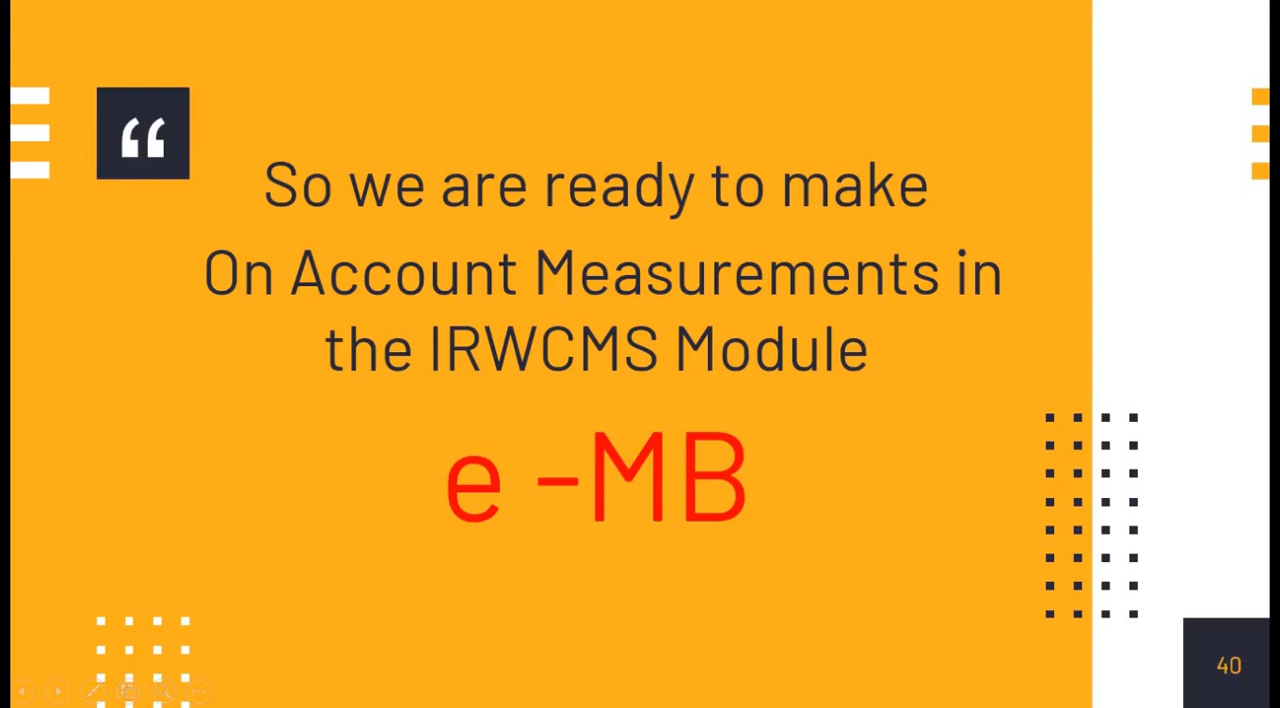 “
So we are ready to make
On Account Measurements in
the IRWCMS Module
e -MB
40